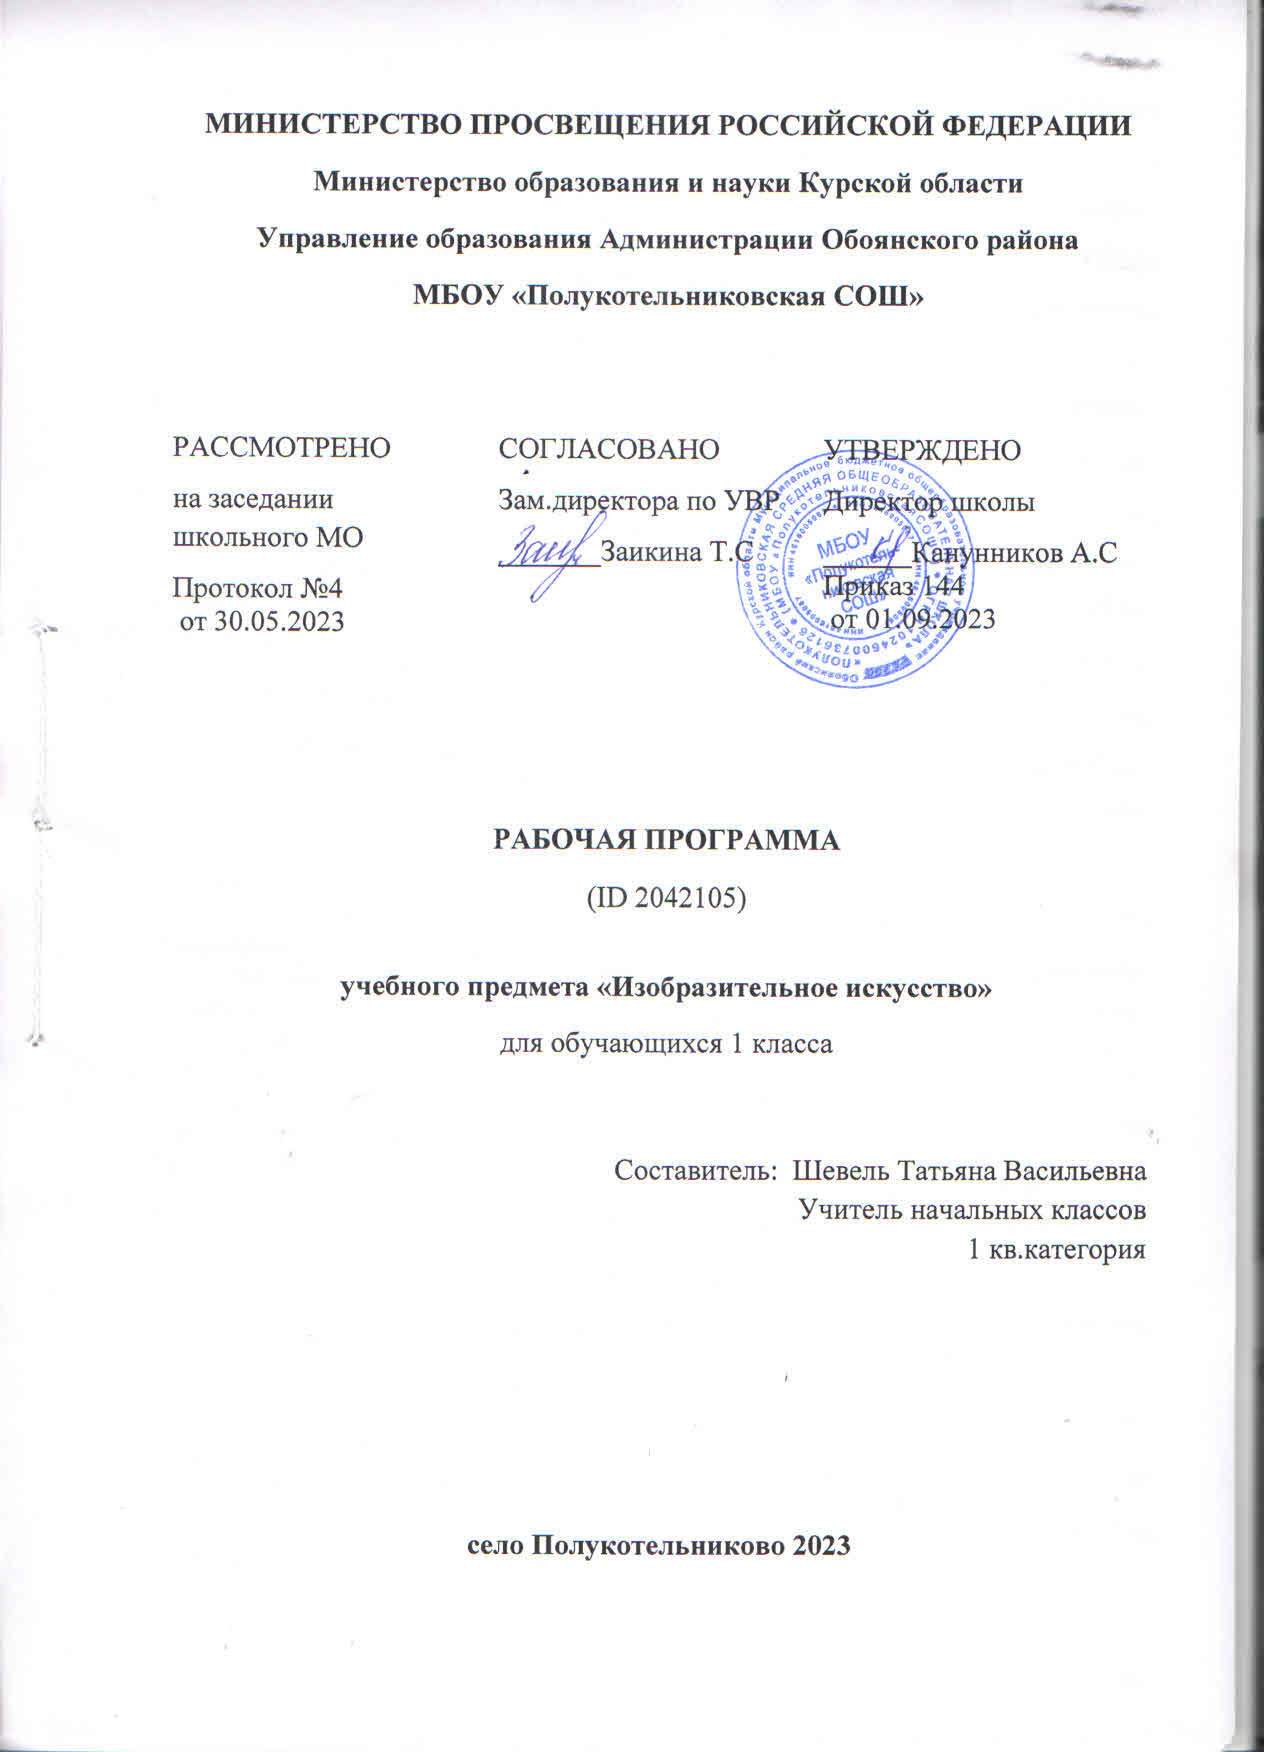 МИНИСТЕРСТВО ПРОСВЕЩЕНИЯ РОССИЙСКОЙ ФЕДЕРАЦИИ
Министерство образования и науки Курской области
Управление образования Администрации Обоянского района
МБОУ «Полукотельниковская СОШ»
РАССМОТРЕНО
на заседании
школьного МО
Протокол №4
от 30.05.2023
СОГЛАСОВАНО
Зам.директора по УВР
Заикина Т.С
УТВЕРЖДЕНО
Директор школы
Канунников А.С
Приказ 144
от 01.09.2023
МБОУ
«Полукотель-
никовская
СОШ»
РАБОЧАЯ ПРОГРАММА
(ID 2042105)
учебного предмета «Изобразительное искусство»
для обучающихся 1 класса
Составитель: Шевель Татьяна Васильевна
Учитель начальных классов
1 кв.категория
село Полукотельниково 2023